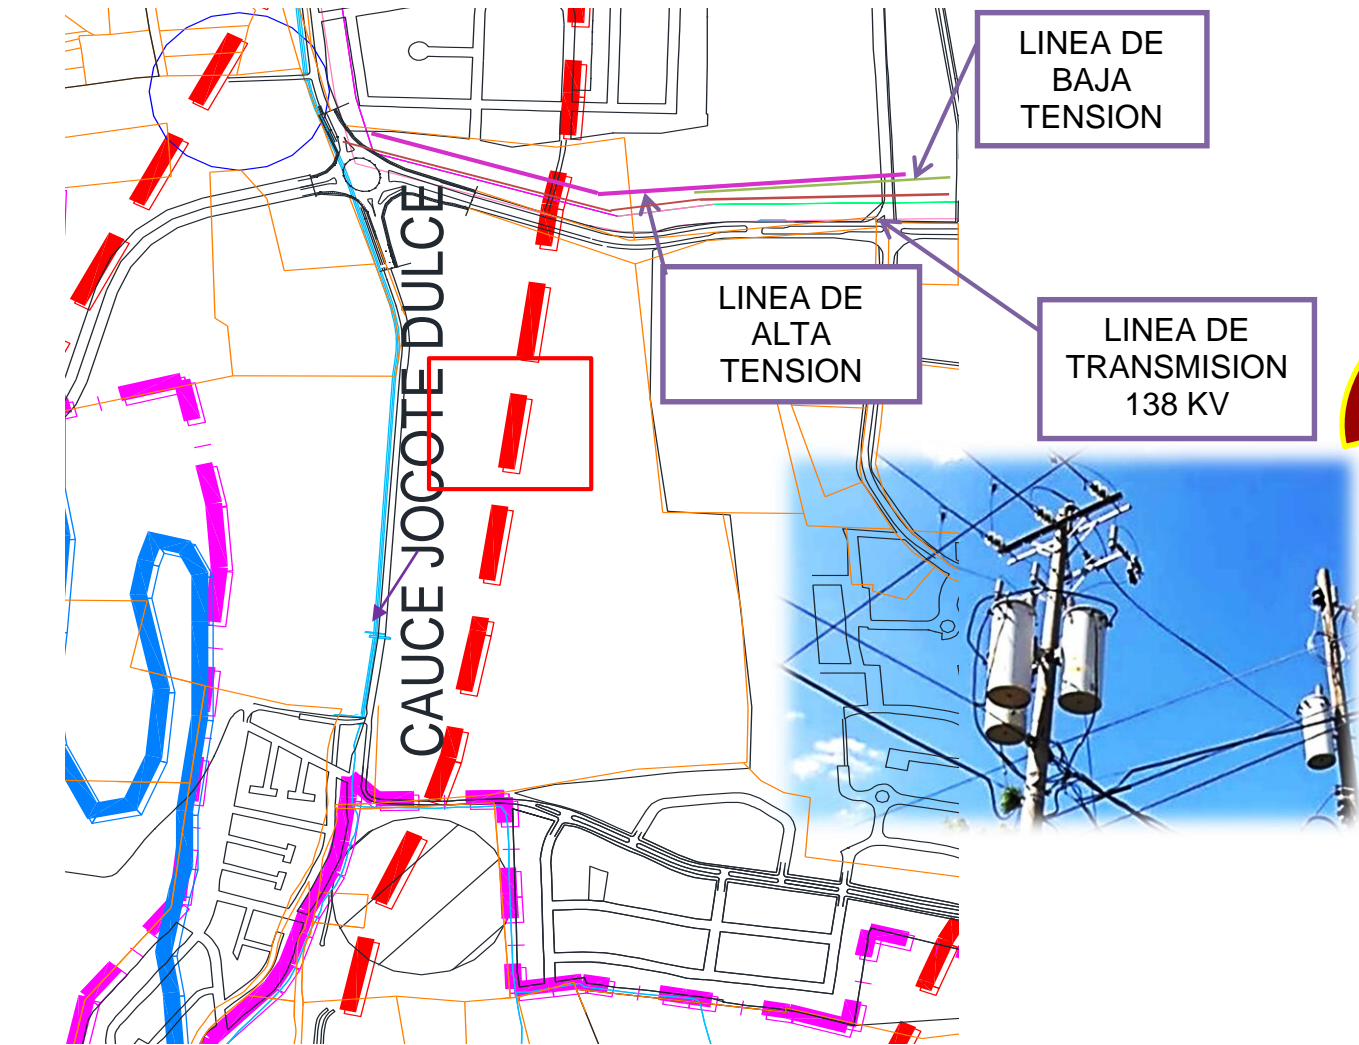 LINEA DE
BAJA
TENSION
LINEA DE
ALTA
TENSION
LINEA DE
TRANSMISION
138 KV
CAUCE JOCOTE DULCE